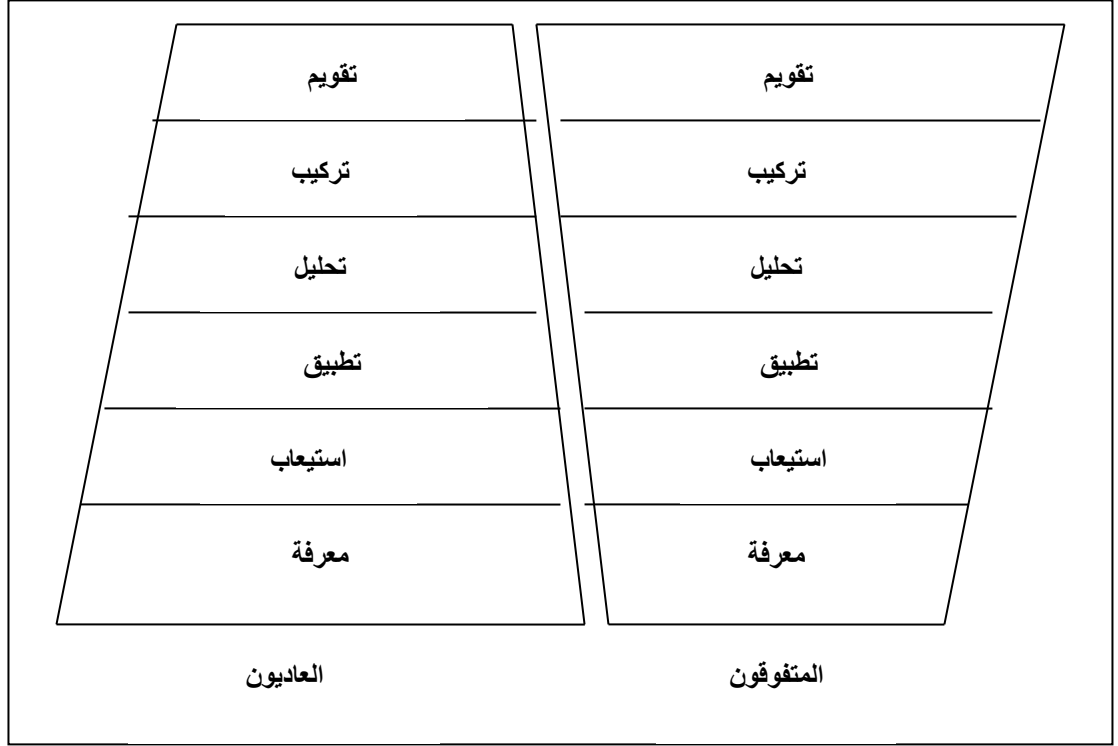 تقويم تقويم
تركيب تركيب
تحليل تحليل
تطبيق تطبيق
استيعاب استيعاب
معرفة معرفة
المتفوقون العاديون